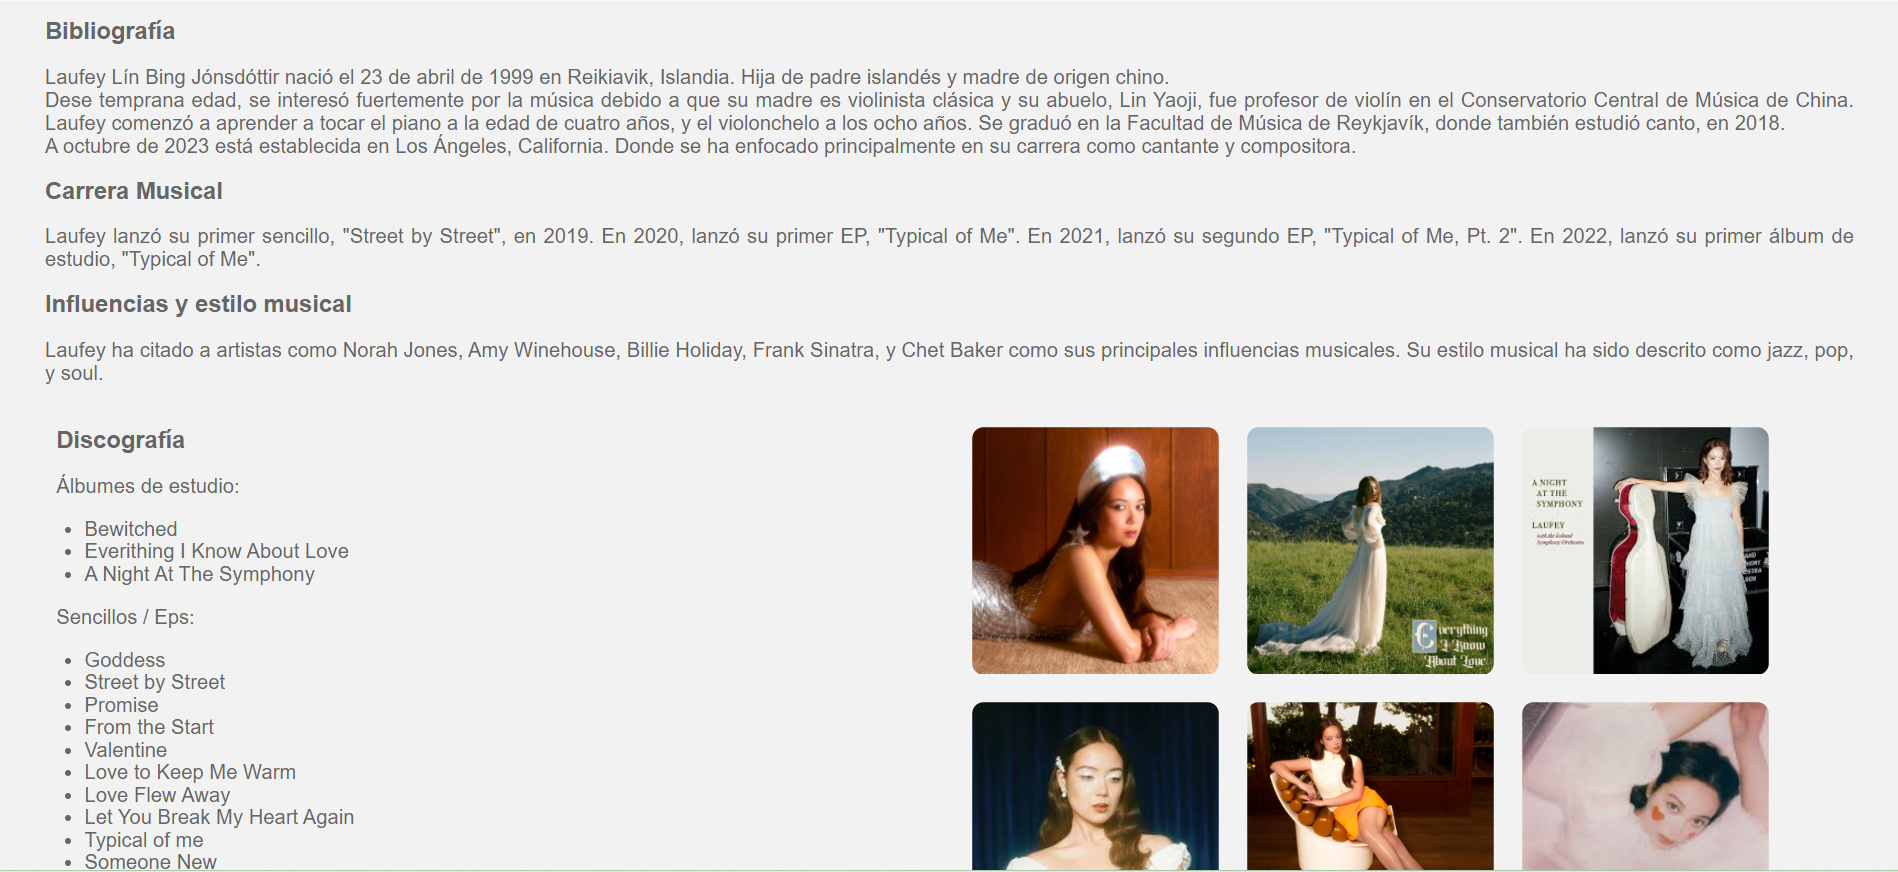 Bibliografía
Laufey Lín Bing Jónsdóttir nació el 23 de abril de 1999 en Reikiavik, Islandia. Hija de padre islandés y madre de origen chino.
Dese temprana edad, se interesó fuertemente por la música debido a que su madre es violinista clásica y su abuelo, Lin Yaoji, fue profesor de violín en el Conservatorio Central de Música de China.
Laufey comenzó a aprender a tocar el piano a la edad de cuatro años, y el violonchelo a los ocho años. Se graduó en la Facultad de Música de Reykjavík, donde también estudió canto, en 2018.
A octubre de 2023 está establecida en Los Ángeles, California. Donde se ha enfocado principalmente en su carrera como cantante y compositora.
Carrera Musical
Laufey lanzó su primer sencillo, "Street by Street", en 2019. En 2020, lanzó su primer EP, "Typical of Me". En 2021, lanzó su segundo EP, "Typical of Me, Pt. 2". En 2022, lanzó su primer álbum de
estudio, "Typical of Me".
Influencias y estilo musical
Laufey ha citado a artistas como Norah Jones, Amy Winehouse, Billie Holiday, Frank Sinatra, y Chet Baker como sus principales influencias musicales. Su estilo musical ha sido descrito como jazz, pop,
y soul.
Discografía
Álbumes de estudio:
Bewitched
Everithing I Know About Love
A Night At The Symphony
Sencillos / Eps:
Goddess
Street by Street
Promise
From the Start
Valentine
Love to Keep Me Warm
Love Flew Away
Let You Break My Heart Again
Typical of me
Someone New
Everything
I Know
About Love
A NIGHT
AT THE
SYMPHONY
LAUFEY
with the Iceland
Symphony Orchestra